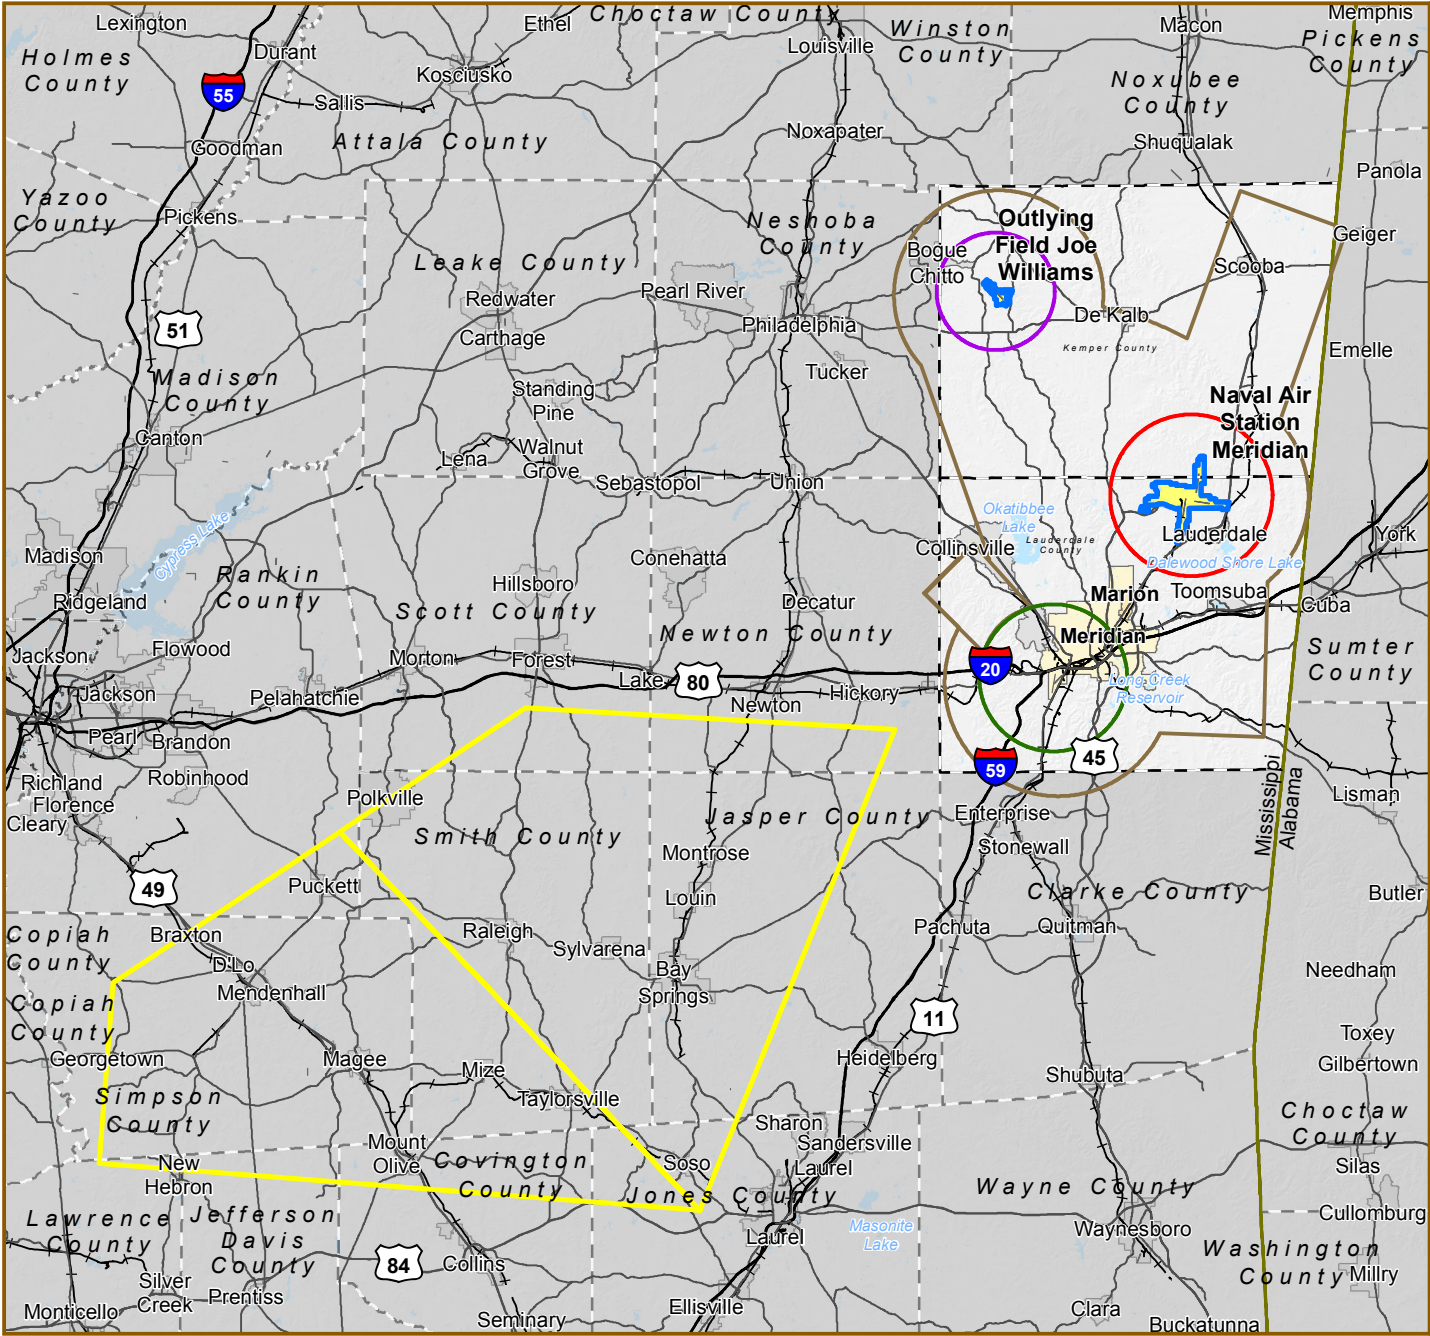 Lexington
Ethel
Choctaw County
Louisville
Winston
County
Macon
Memphis
Pickens
County
Holmes
County
Durant
55
Kosciusko
Sallis
Noxubee
County
Attala County
Goodman
Noxapater
Shuqualak
Panola
Yazoo
County
Pickens
Neshoba
County
Outlying
Field Joe
Williams
Bogue
Chitto
Geiger
Scooba
Leake County
Redwater
Carthage
Pearl River
Philadelphia
De Kalb
Kemper County
51
Emelle
Madison
County
Tucker
Standing
Pine
Naval Air
Station
Meridian
Canton
Lena
Walnut
Grove
Sebastopol
Union
Cypress Lake
Okatibbee
Lake
Lauderdale
County
Collinsville
Lauderdale
Dalewood Shore Lake
York
Madison
Rankin
County
Conehatta
Hillsboro
Ridgeland
Scott County
Decatur
Newton County
Marion
Toomsuba
Cuba
Meridian
Jackson
Flowood
Morton
Forest
Lake
80
20
Sumter
County
Jackson
Pelahatchie
Newton
Hickory
Long Creek
Reservoir
Pearl
Brandon
45
59
Richland
Robinhood
Florence
Cleary
Polkville
Smith County
Jasper County
Enterprise
Mississippi
Alabama
Lisman
Montrose
Stonewall
49
Puckett
Louin
Clarke County
Butler
Copiah
County
Braxton
Raleigh
Sylvarena
Pachuta
Quitman
D'Lo
Mendenhall
Bay
Springs
Needham
Copiah
County
11
Toxey
Georgetown
Magee
Mize
Heidelberg
Gilbertown
Simpson
County
Taylorsville
Shubuta
Choctaw
County
Mount
Olive
Sharon
Sandersville
New
Hebron
Covington
County
Soso
Laurel
Silas
Jones County
Wayne County
Lawrence
County
Jefferson
Davis
County
Laurel
Masonite
Lake
Waynesboro
Cullomburg
84
Collins
Washington
County
Millry
Silver
Creek
Prentiss
Monticello
Seminary
Ellisville
Clara
Buckatunna